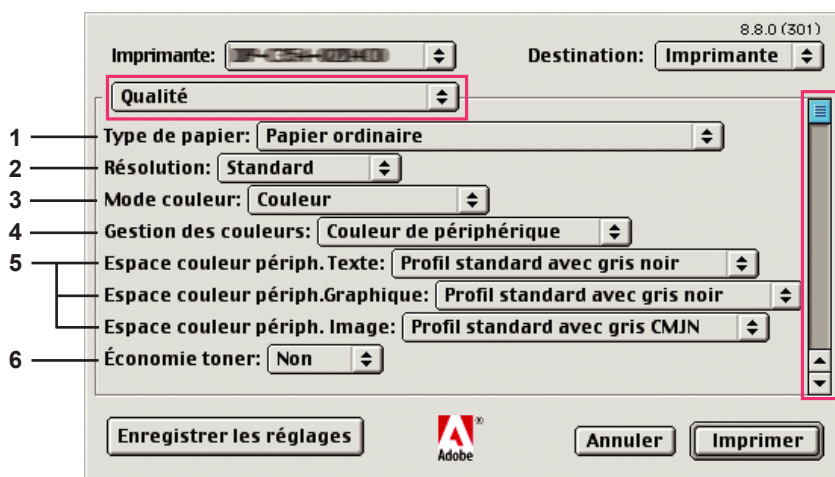 8.8.0 (301)
Imprimante:
Destination: Imprimante
Qualité
1 Type de papier: Papier ordinaire
2 Résolution: Standard
3 Mode couleur: Couleur
4 Gestion des couleurs: Couleur de périphérique
5 Espace couleur périph. Texte: Profil standard avec gris noir
Espace couleur périph.Graphique: Profil standard avec gris noir
Espace couleur périph. Image: Profil standard avec gris CMJN
6 Économie toner: Non
Enregistrer les réglages
Adobe®
Annuler
Imprimer